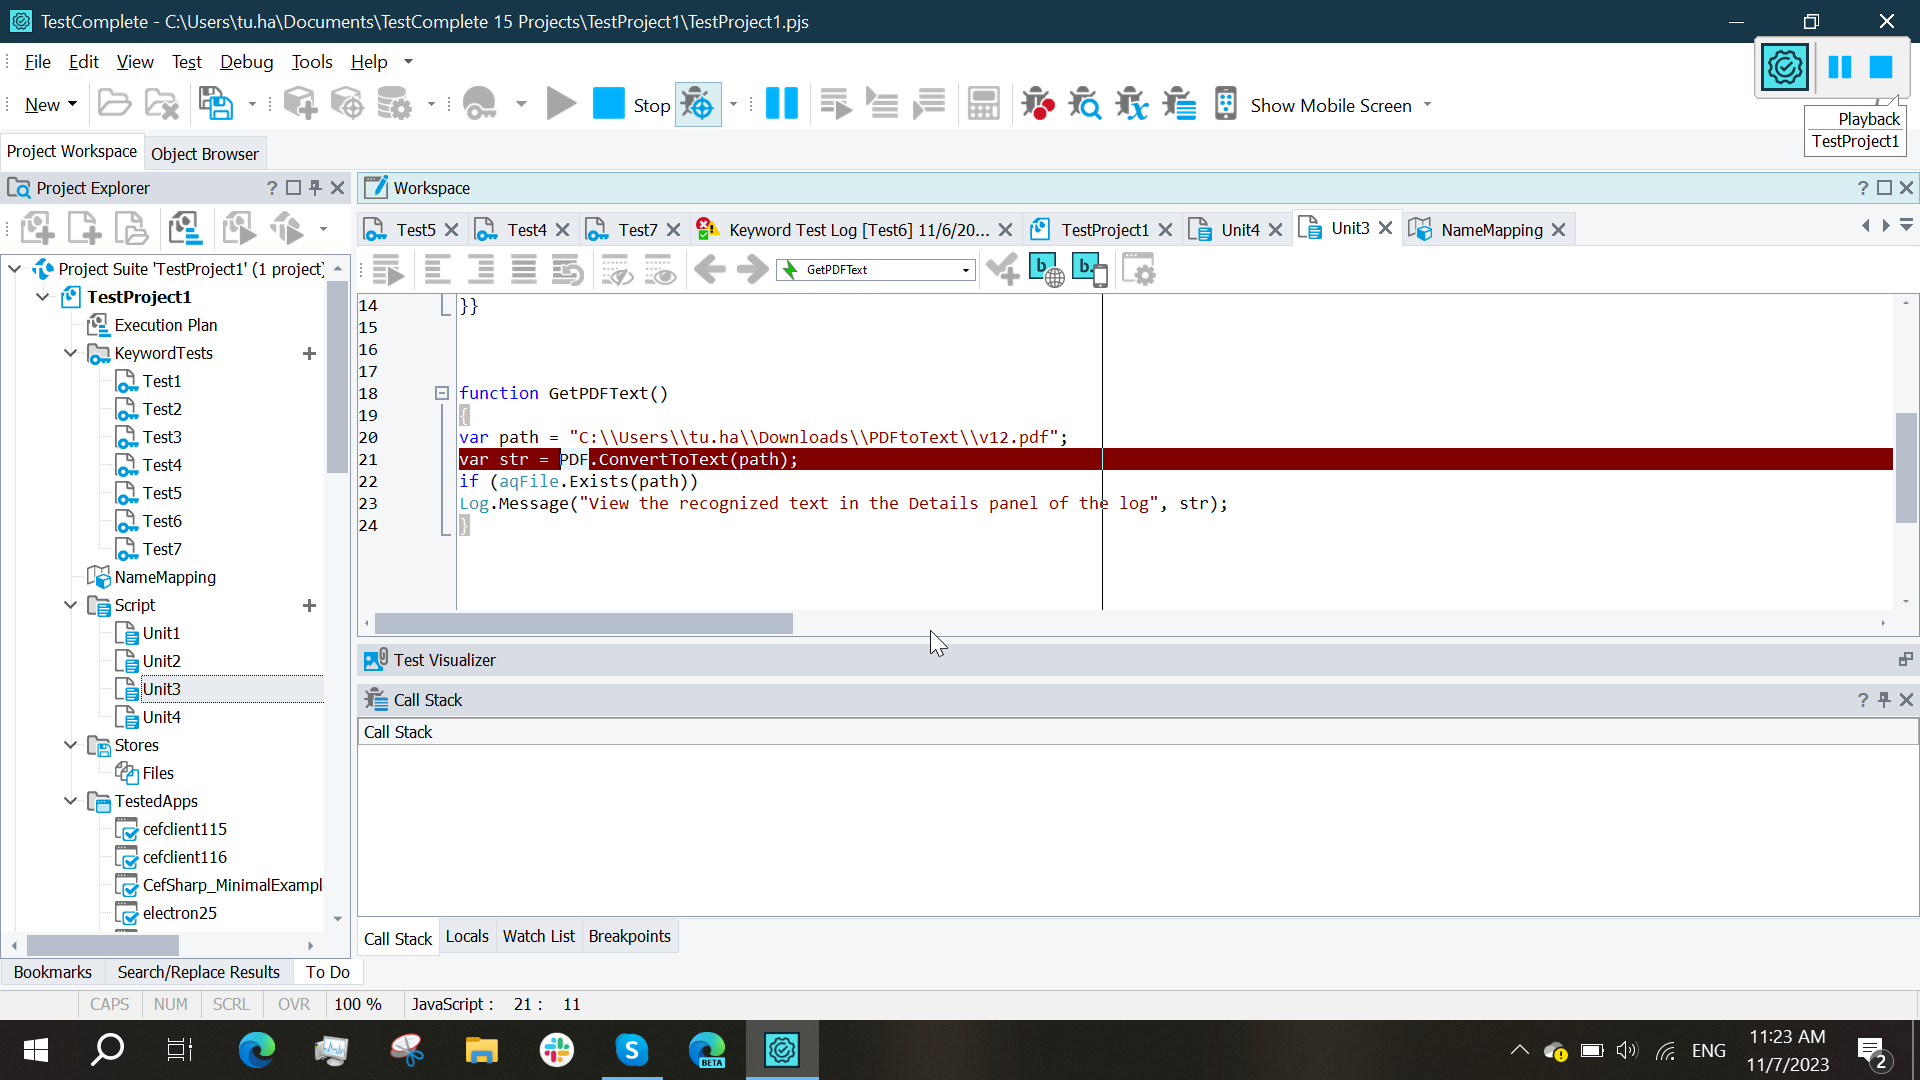 TestComplete - C:\Users\tu.ha\Documents\TestComplete 15 Projects\TestProject1\TestProject1.pjs
File Edit View Test Debug Tools Help
New Stop Show Mobile Screen
Playback
TestProject1
Project Workspace Object Browser
Project Explorer
Workspace
Test5 Test4 Test7 Keyword Test Log [Test6] 11/6/20... TestProject1 Unit4 Unit3 NameMapping
GetPDFText
Project Suite 'TestProject1' (1 project)
TestProject1
Execution Plan
KeywordTests
Test1
Test2
Test3
Test4
Test5
Test6
Test7
NameMapping
Script
Unit1
Unit2
Unit3
Unit4
Stores
Files
TestedApps
cefclient115
cefclient116
CefSharp_MinimalExampl
electron25
14 }}
15
16
17
18 function GetPDFText()
19 {
20 var path = "C:\\Users\\tu.ha\\Downloads\\PDFtoText\\v12.pdf";
21 var str = PDF.ConvertToText(path);
22 if (aqFile.Exists(path))
23 Log.Message("View the recognized text in the Details panel of the log", str);
24 }
Test Visualizer
Call Stack
Call Stack
Call Stack Locals Watch List Breakpoints
Bookmarks Search/Replace Results To Do
CAPS NUM SCRL OVR 100 % JavaScript : 21 : 11
BETA
ENG
11:23 AM
11/7/2023
2